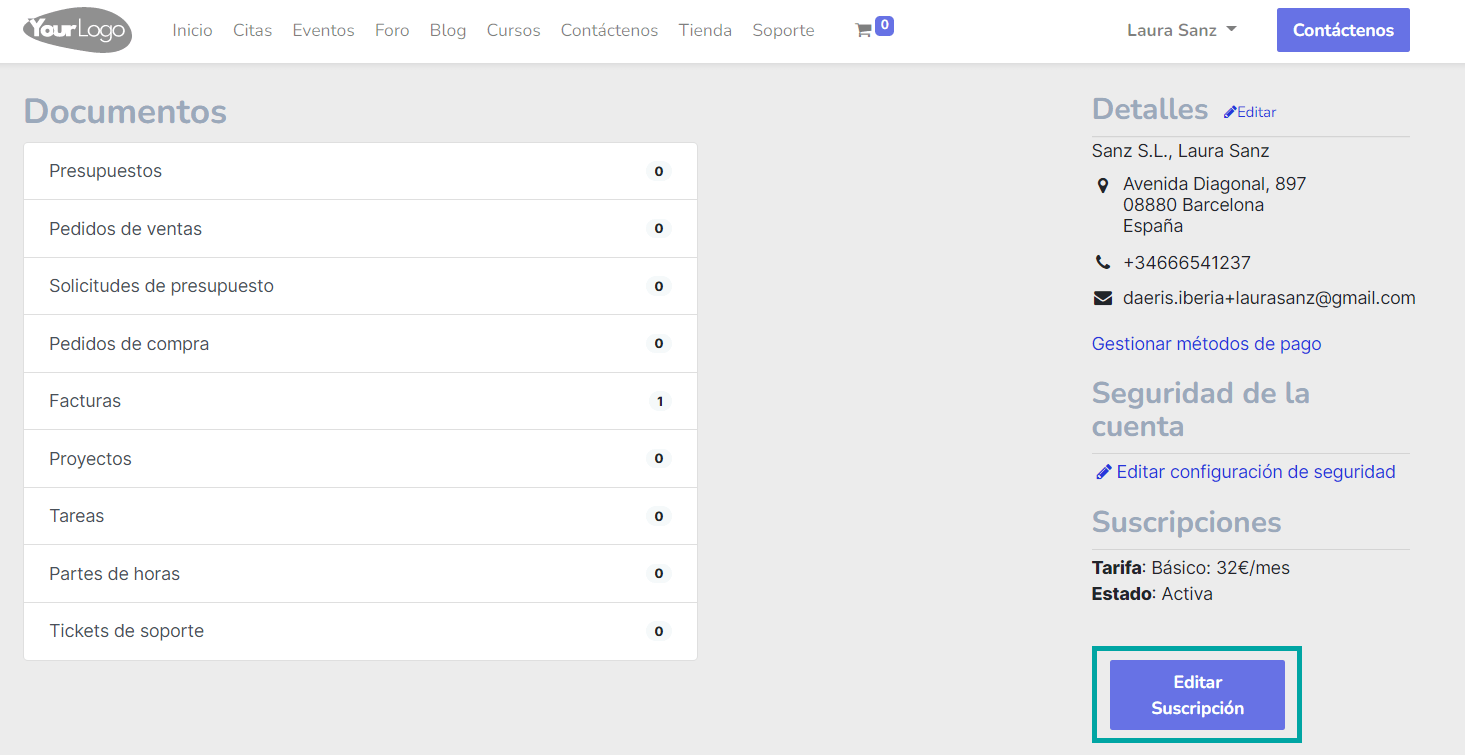 YourLogo
Inicio Citas Eventos Foro Blog Cursos Contáctenos Tienda Soporte 0 Laura Sanz Contáctenos
Documentos
Presupuestos 0
Pedidos de ventas 0
Solicitudes de presupuesto 0
Pedidos de compra 0
Facturas 1
Proyectos 0
Tareas 0
Partes de horas 0
Tickets de soporte 0
Detalles Editar
Sanz S.L., Laura Sanz
Avenida Diagonal, 897
08880 Barcelona
España
+34666541237
daeris.iberia+laurasanz@gmail.com
Gestionar métodos de pago
Seguridad de la
cuenta
Editar configuración de seguridad
Suscripciones
Tarifa: Básico: 32€/mes
Estado: Activa
Editar
Suscripción